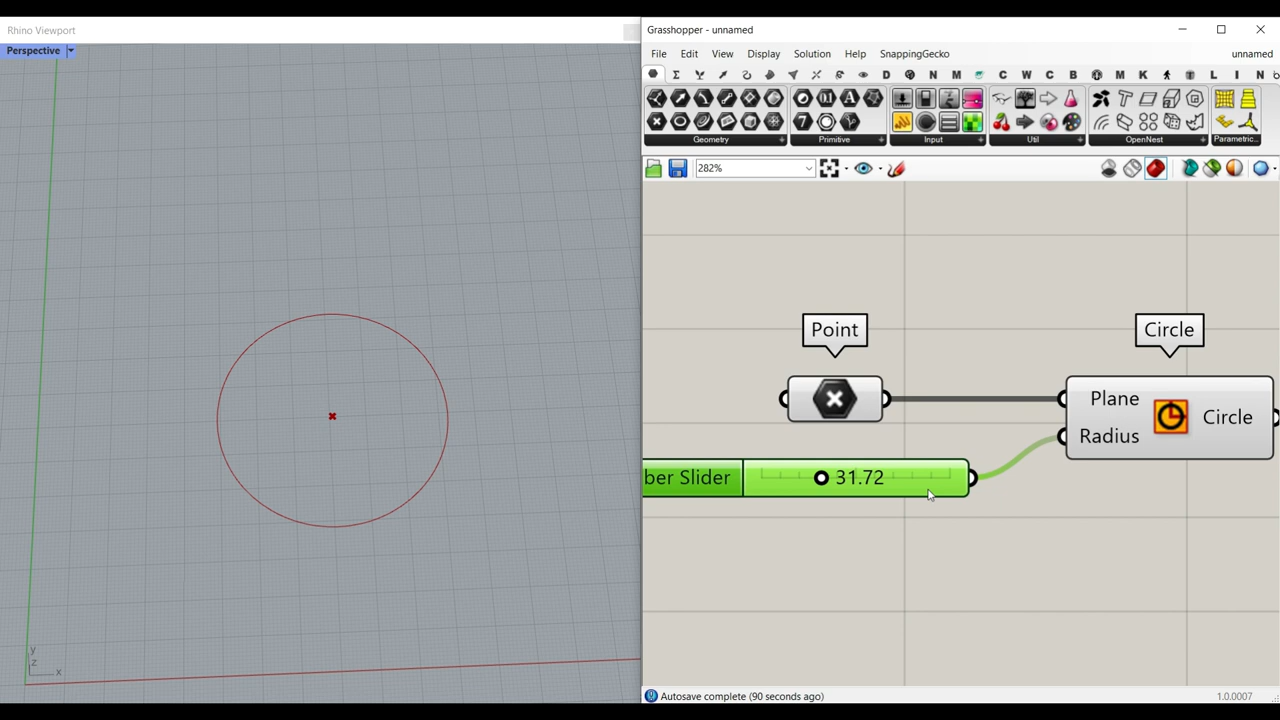 Rhino Viewport
Perspective
y
z
x
Grasshopper - unnamed
File Edit View Display Solution Help SnappingGecko unnamed
D N M C W C B M K L I N
Geometry Primitive Input Util OpenNest Parametric...
282%
Point
Circle
Plane
Radius
Circle
ber Slider 31.72
Autosave complete (90 seconds ago) 1.0.0007